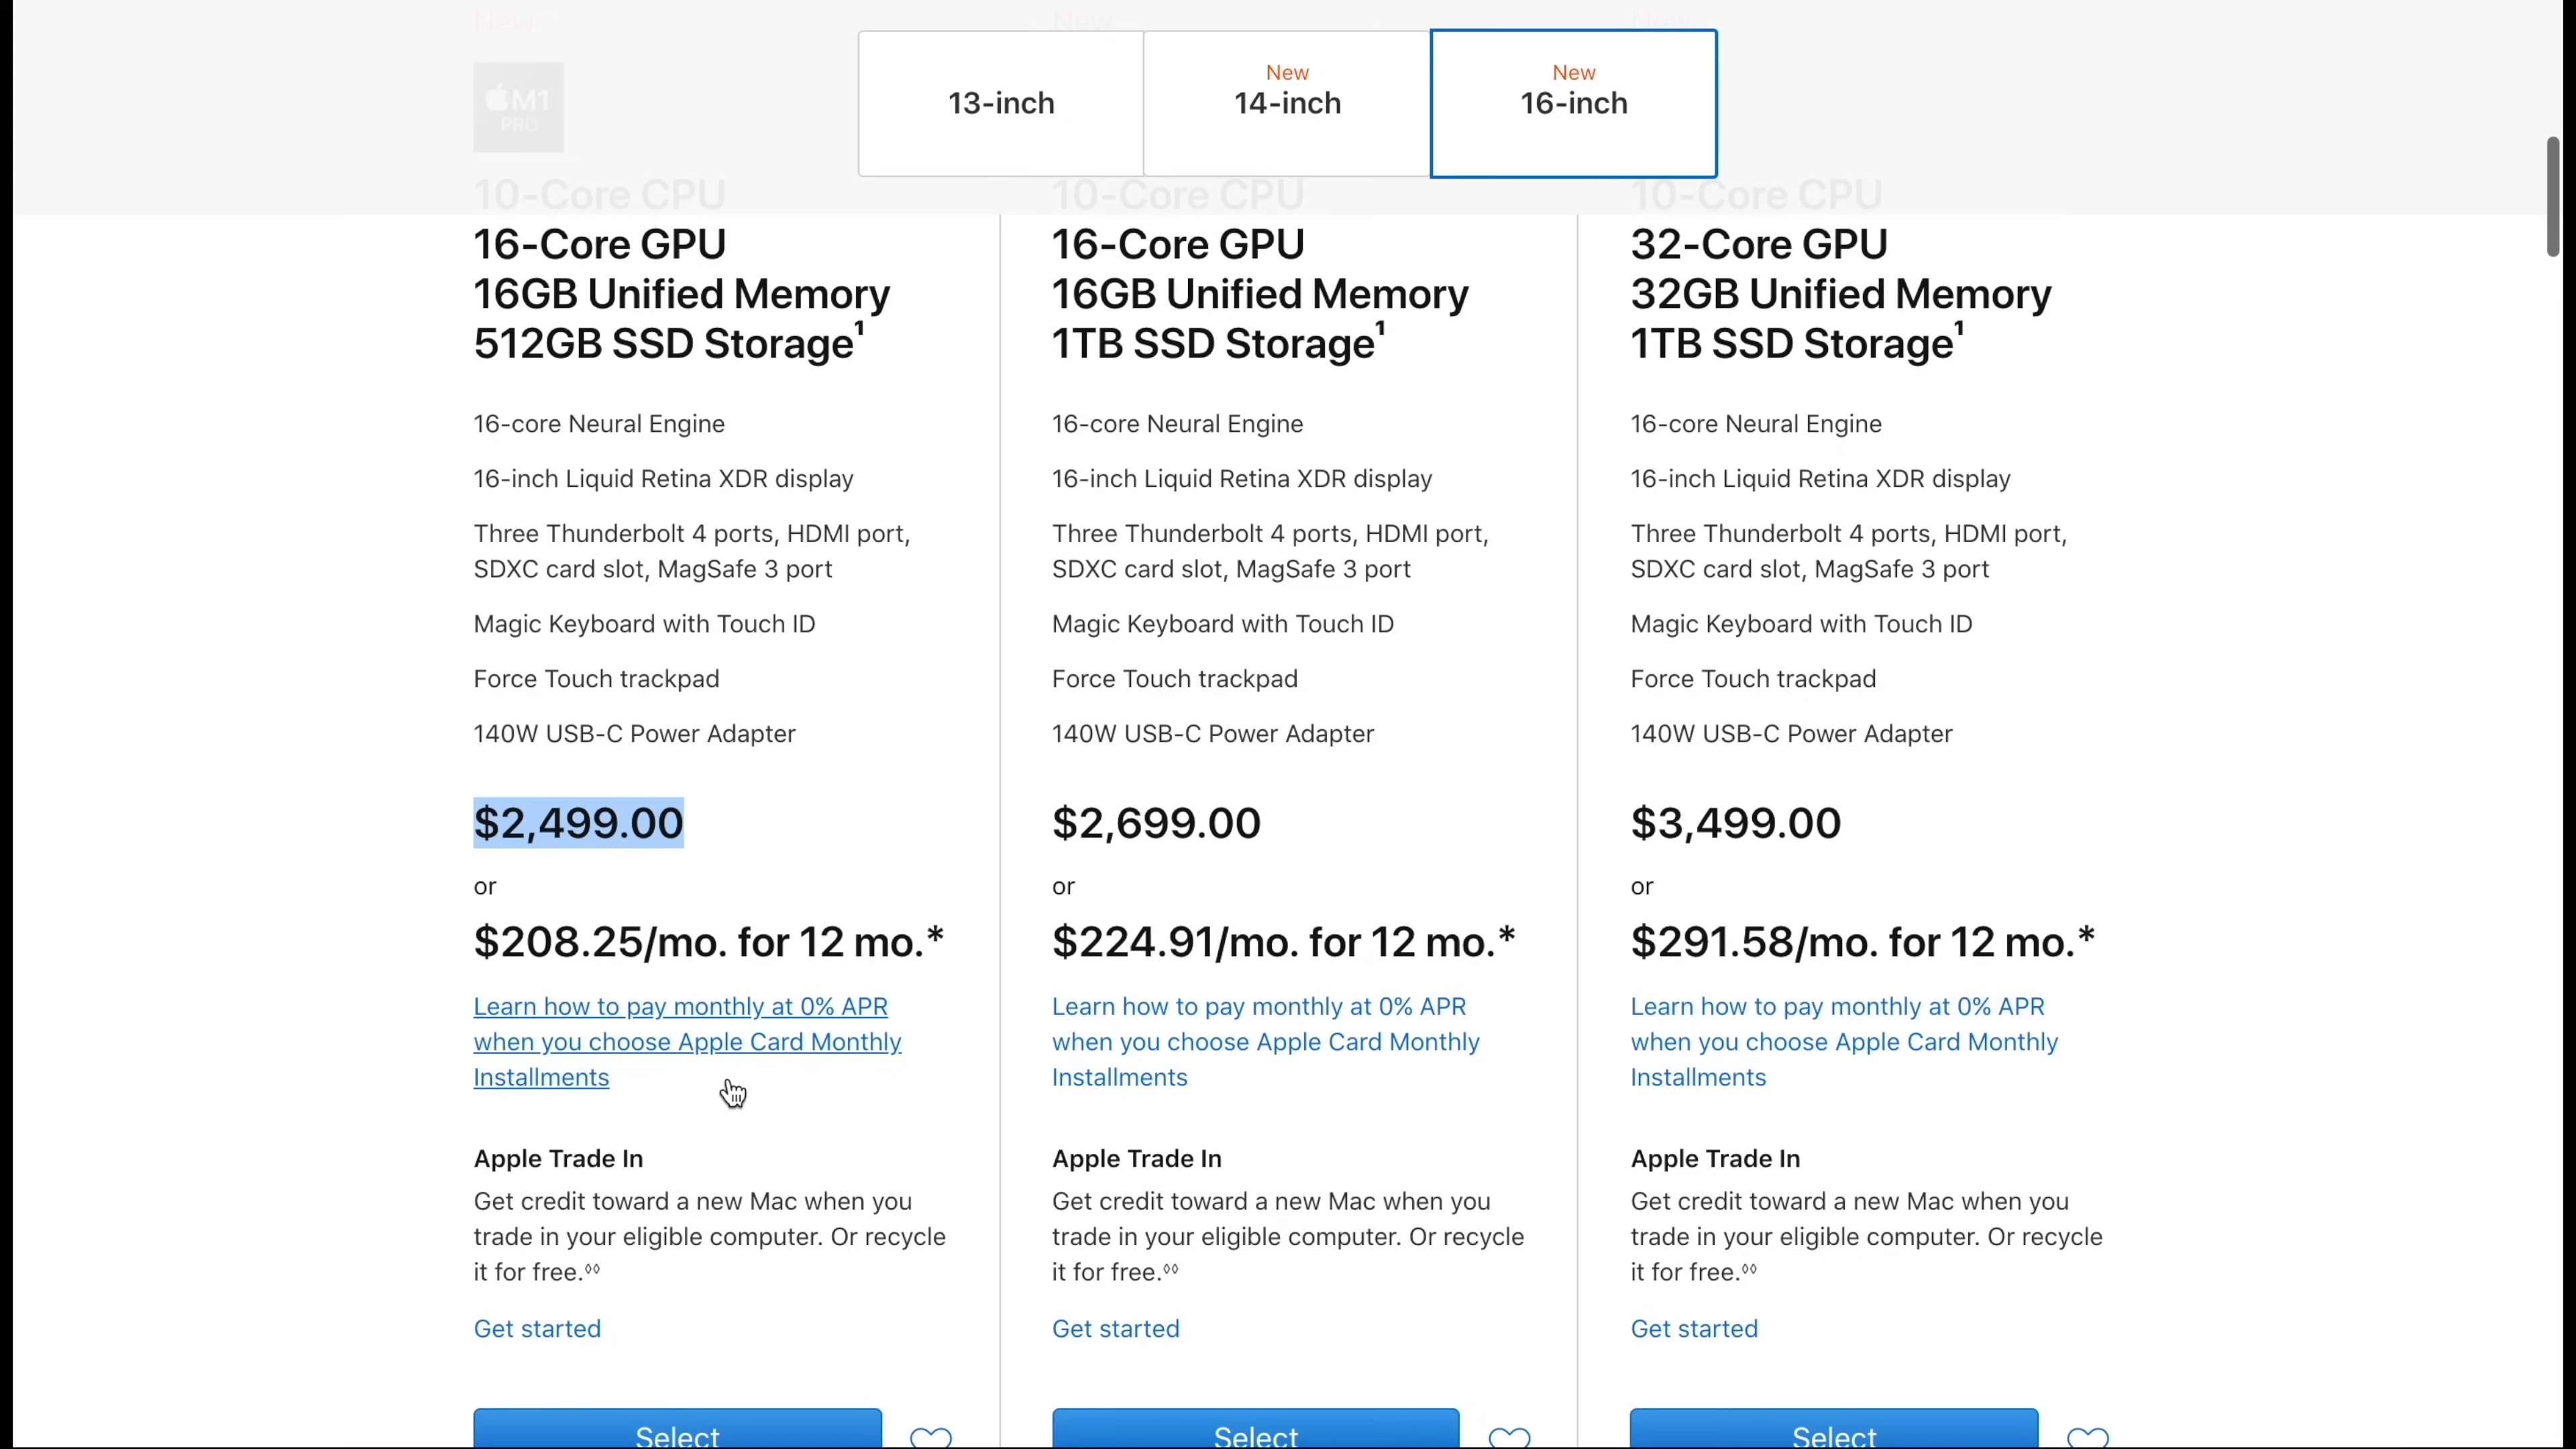 New
New
New
13-inch
New
14-inch
New
16-inch
M1
PRO
10-Core CPU
16-Core GPU
16GB Unified Memory
512GB SSD Storage¹
16-core Neural Engine
16-inch Liquid Retina XDR display
Three Thunderbolt 4 ports, HDMI port,
SDXC card slot, MagSafe 3 port
Magic Keyboard with Touch ID
Force Touch trackpad
140W USB-C Power Adapter
$2,499.00
or
$208.25/mo. for 12 mo.*
Learn how to pay monthly at 0% APR
when you choose Apple Card Monthly
Installments
Apple Trade In
Get credit toward a new Mac when you
trade in your eligible computer. Or recycle
it for free.◊◊
Get started
Select
10-Core CPU
16-Core GPU
16GB Unified Memory
1TB SSD Storage¹
16-core Neural Engine
16-inch Liquid Retina XDR display
Three Thunderbolt 4 ports, HDMI port,
SDXC card slot, MagSafe 3 port
Magic Keyboard with Touch ID
Force Touch trackpad
140W USB-C Power Adapter
$2,699.00
or
$224.91/mo. for 12 mo.*
Learn how to pay monthly at 0% APR
when you choose Apple Card Monthly
Installments
Apple Trade In
Get credit toward a new Mac when you
trade in your eligible computer. Or recycle
it for free.◊◊
Get started
Select
10-Core CPU
32-Core GPU
32GB Unified Memory
1TB SSD Storage¹
16-core Neural Engine
16-inch Liquid Retina XDR display
Three Thunderbolt 4 ports, HDMI port,
SDXC card slot, MagSafe 3 port
Magic Keyboard with Touch ID
Force Touch trackpad
140W USB-C Power Adapter
$3,499.00
or
$291.58/mo. for 12 mo.*
Learn how to pay monthly at 0% APR
when you choose Apple Card Monthly
Installments
Apple Trade In
Get credit toward a new Mac when you
trade in your eligible computer. Or recycle
it for free.◊◊
Get started
Select